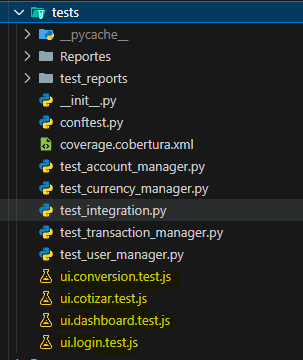 tests
__pycache__
Reportes
test_reports
__init__.py
conftest.py
coverage.cobertura.xml
test_account_manager.py
test_currency_manager.py
test_integration.py
test_transaction_manager.py
test_user_manager.py
ui.conversion.test.js
ui.cotizar.test.js
ui.dashboard.test.js
ui.login.test.js